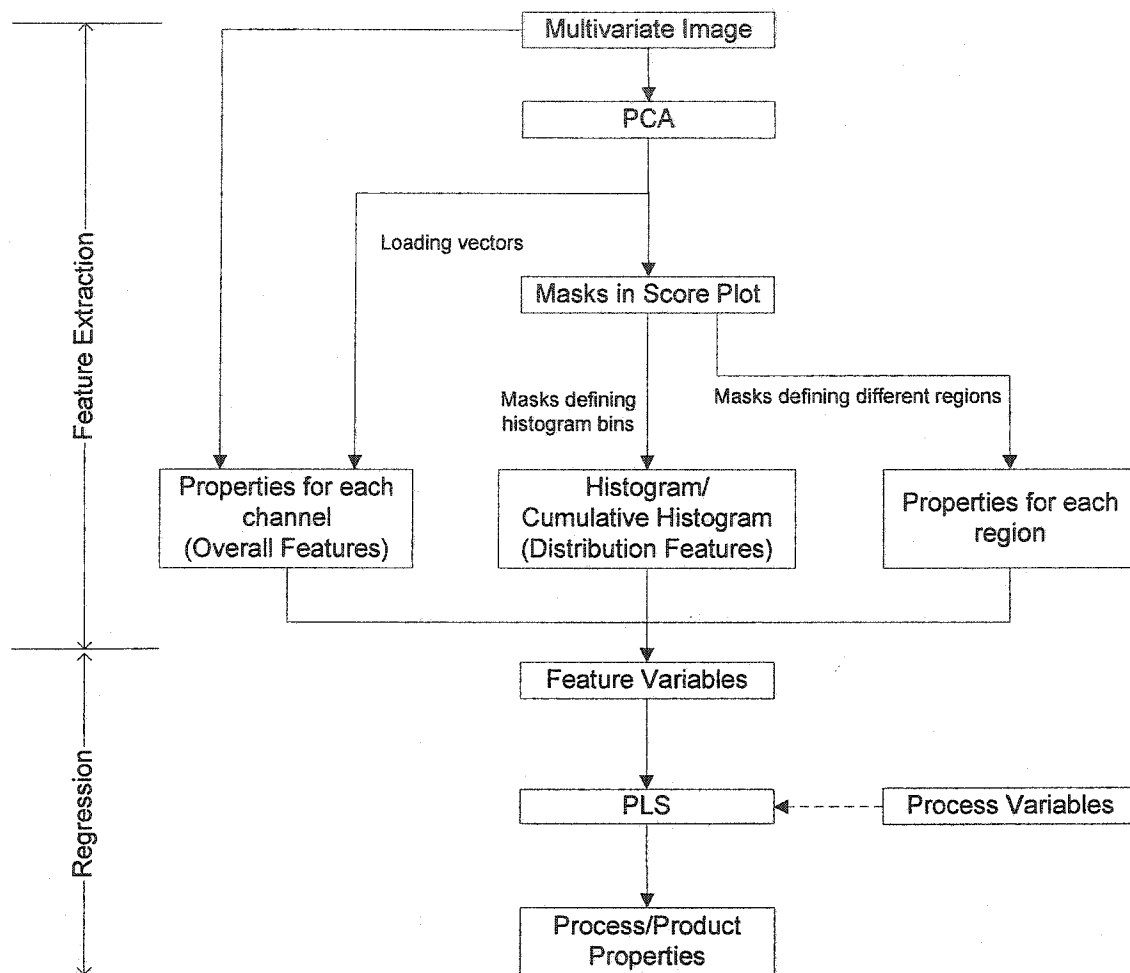 Multivariate Image
PCA
Loading vectors
Masks in Score Plot
Masks defining
histogram bins
Masks defining different regions
Feature Extraction
Properties for each
channel
(Overall Features)
Histogram/
Cumulative Histogram
(Distribution Features)
Properties for each
region
Feature Variables
Regression
PLS
Process Variables
Process/Product
Properties